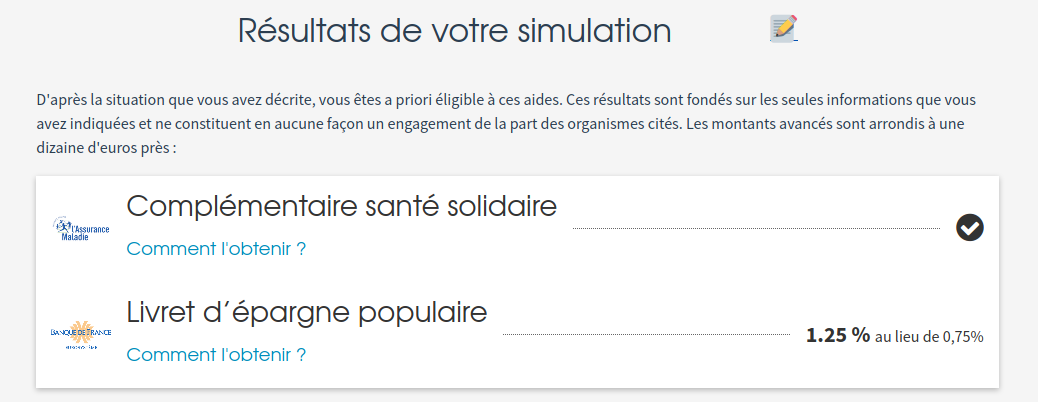 Résultats de votre simulation
D'après la situation que vous avez décrite, vous êtes a priori éligible à ces aides. Ces résultats sont fondés sur les seules informations que vous
avez indiquées et ne constituent en aucune façon un engagement de la part des organismes cités. Les montants avancés sont arrondis à une
dizaine d'euros près :
l'Assurance
Maladie
Complémentaire santé solidaire
Comment l'obtenir ?
BANQUE DE FRANCE
Livret d’épargne populaire
1.25 % au lieu de 0,75%
Comment l'obtenir ?